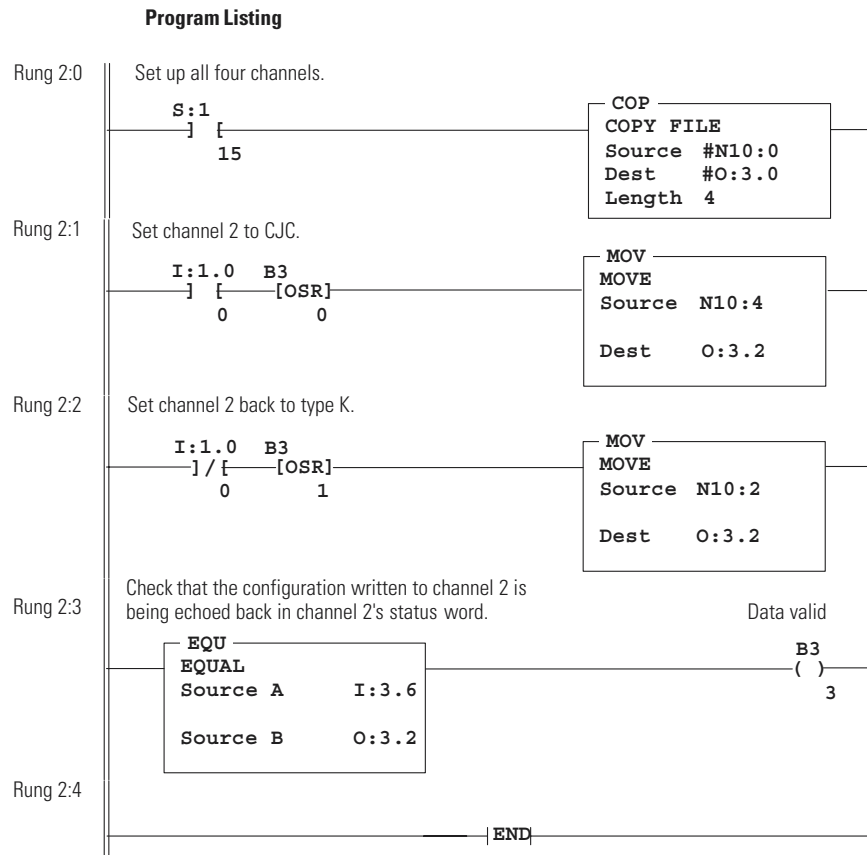 Program Listing
Rung 2:0
Set up all four channels.
S:1
] [
15
COP
COPY FILE
Source #N10:0
Dest #O:3.0
Length 4
Rung 2:1
Set channel 2 to CJC.
I:1.0 B3
] [ [OSR]
0 0
MOV
MOVE
Source N10:4
Dest O:3.2
Rung 2:2
Set channel 2 back to type K.
I:1.0 B3
]/[ [OSR]
0 1
MOV
MOVE
Source N10:2
Dest O:3.2
Rung 2:3
Check that the configuration written to channel 2 is
being echoed back in channel 2's status word.
Data valid
EQU
EQUAL
Source A I:3.6
Source B O:3.2
B3
( )
3
Rung 2:4
END